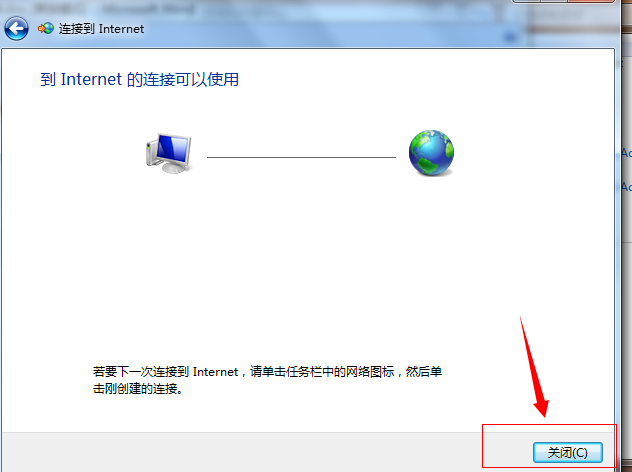 连接到 Internet
到 Internet 的连接可以使用
若要下一次连接到 Internet，请单击任务栏中的网络图标，然后单
击刚创建的连接。
关闭(C)